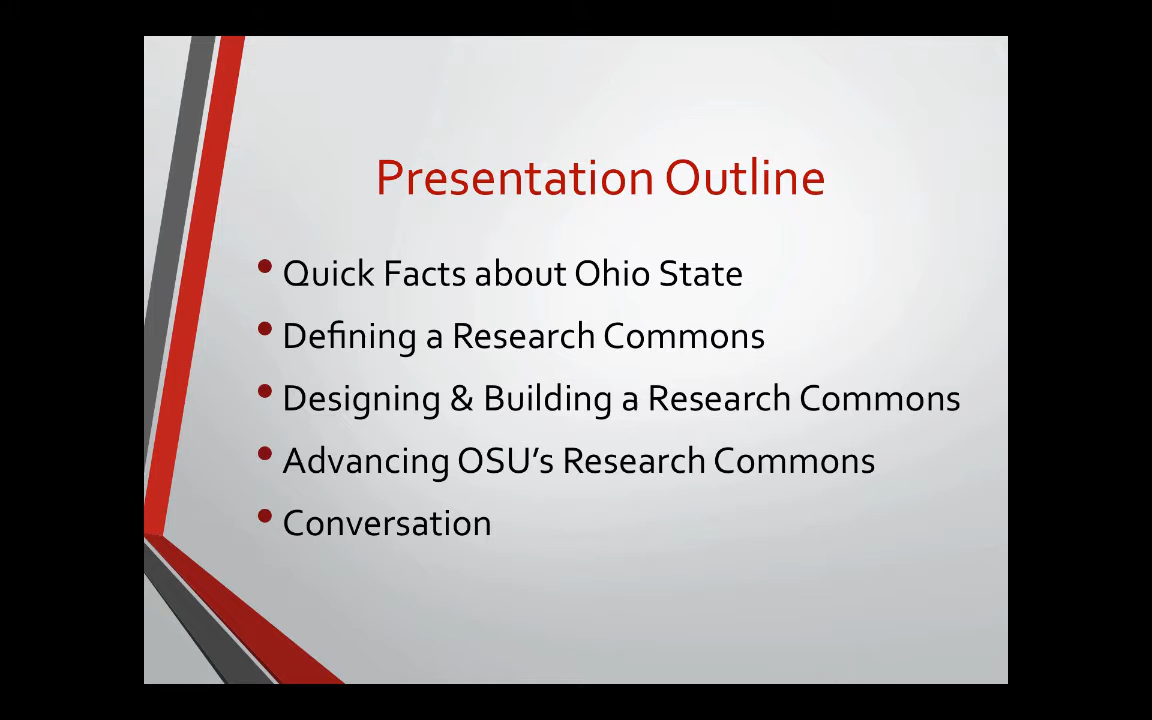 Presentation Outline
• Quick Facts about Ohio State
• Defining a Research Commons
• Designing & Building a Research Commons
• Advancing OSU’s Research Commons
• Conversation